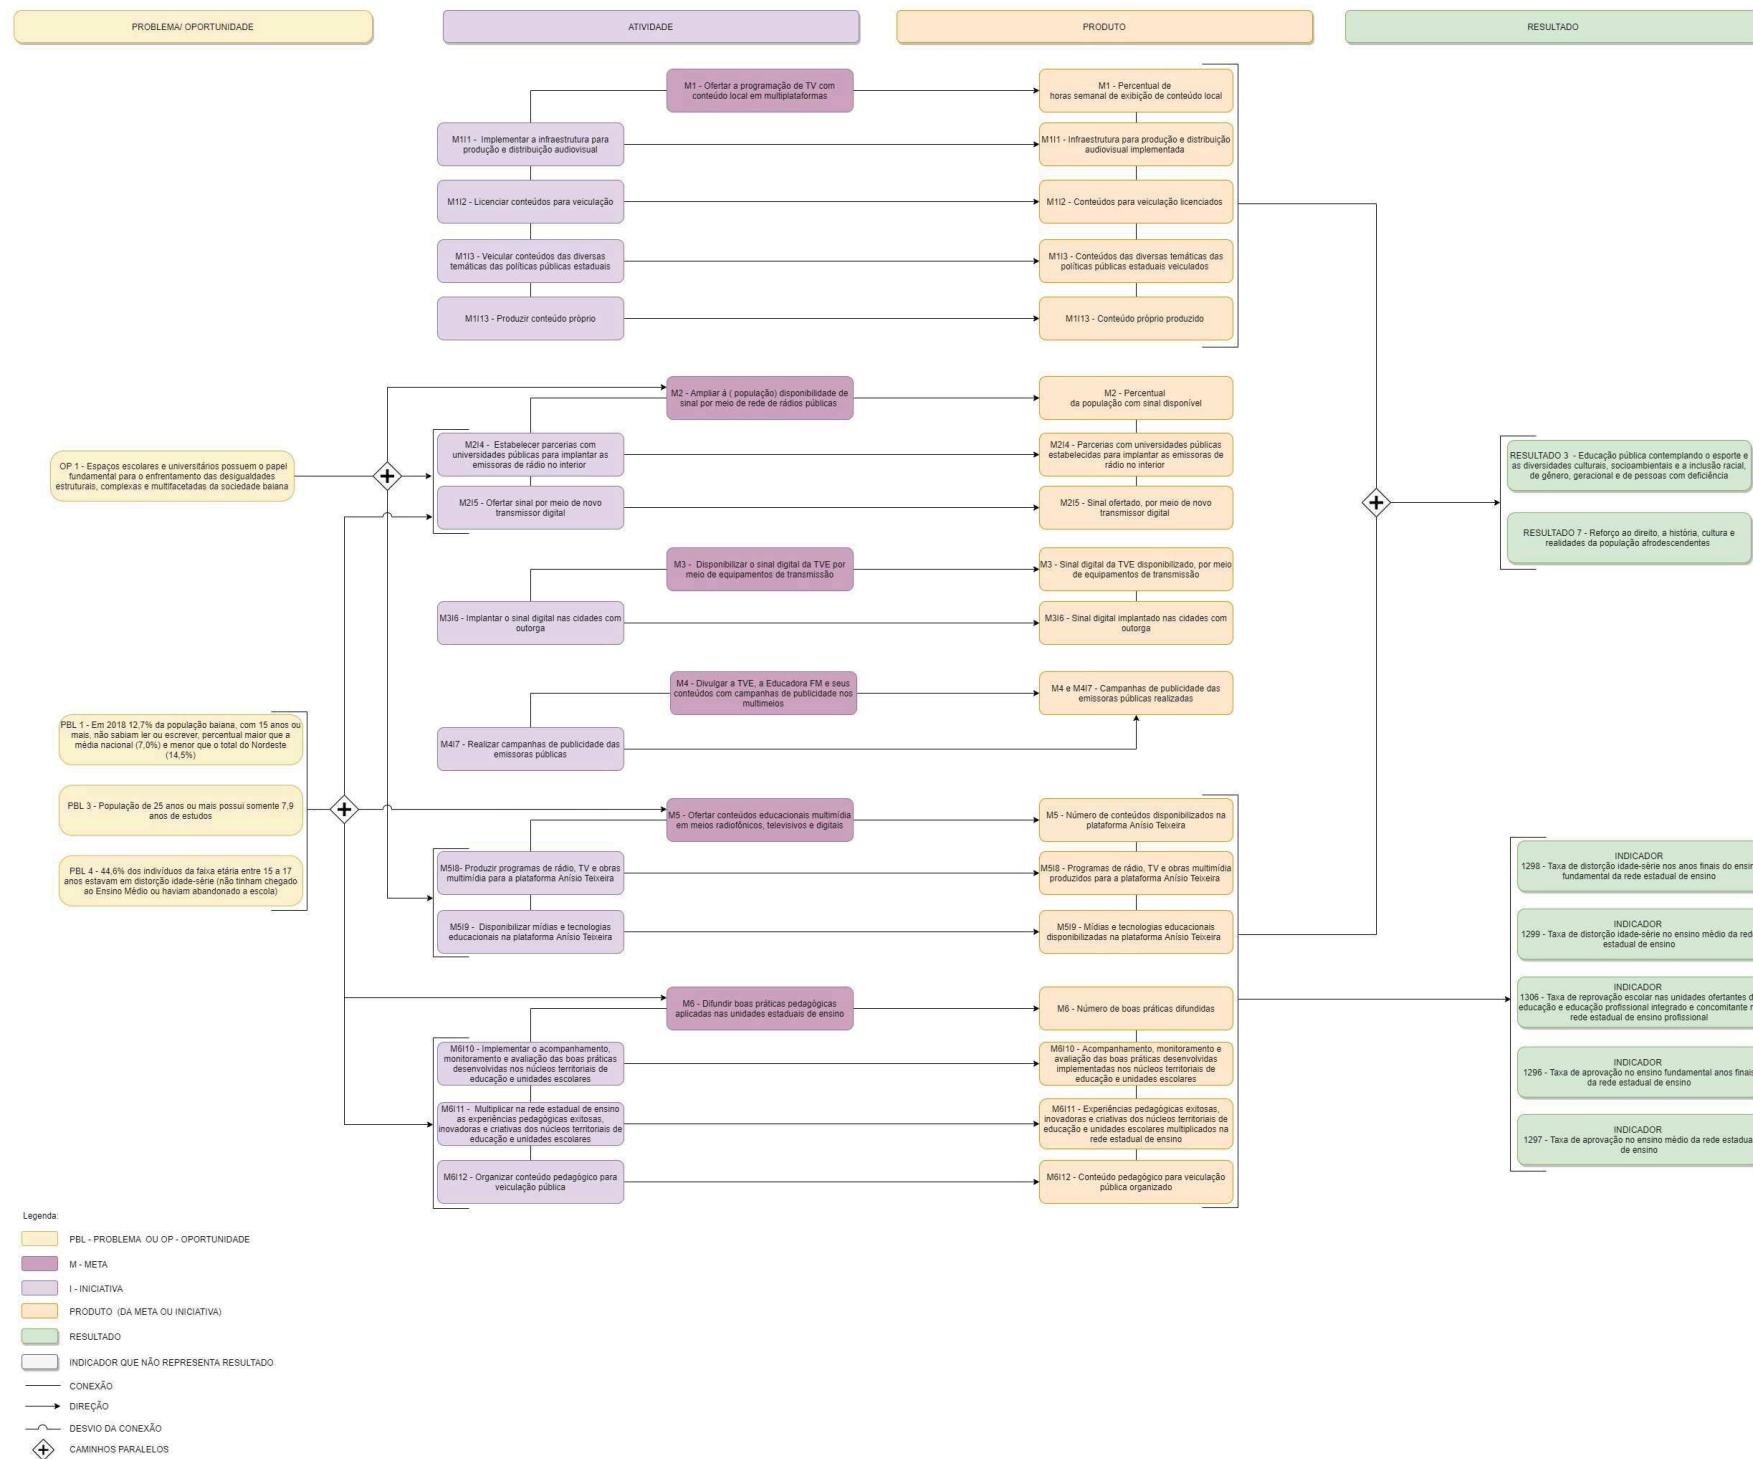 PROBLEMA/ OPORTUNIDADE
ATIVIDADE
PRODUTO
RESULTADO
M1 - Ofertar a programação de TV com
conteúdo local em multiplataformas
M1 - Percentual de
horas semanal de exibição de conteúdo local
M1I1 - Implementar a infraestrutura para
produção e distribuição audiovisual
M1I1 - Infraestrutura para produção e distribuição
audiovisual implementada
M1I2 - Licenciar conteúdos para veiculação
M1I2 - Conteúdos para veiculação licenciados
M1I3 - Veicular conteúdos das diversas
temáticas das políticas públicas estaduais
M1I3 - Conteúdos das diversas temáticas das
políticas públicas estaduais veiculados
M1I13 - Produzir conteúdo próprio
M1I13 - Conteúdo próprio produzido
M2 - Ampliar á ( população) disponibilidade de
sinal por meio de rede de rádios públicas
M2 - Percentual
da população com sinal disponível
OP 1 - Espaços escolares e universitários possuem o papel
fundamental para o enfrentamento das desigualdades
estruturais, complexas e multifacetadas da sociedade baiana
M2I4 - Estabelecer parcerias com
universidades públicas para implantar as
emissoras de rádio no interior
M2I4 - Parcerias com universidades públicas
estabelecidas para implantar as emissoras de
rádio no interior
M2I5 - Ofertar sinal por meio de novo
transmissor digital
M2I5 - Sinal ofertado, por meio de novo
transmissor digital
RESULTADO 3 - Educação pública contemplando o esporte e
as diversidades culturais, socioambientais e a inclusão racial,
de gênero, geracional e de pessoas com deficiência
RESULTADO 7 - Reforço ao direito, a história, cultura e
realidades da população afrodescendentes
M3 - Disponibilizar o sinal digital da TVE por
meio de equipamentos de transmissão
M3 - Sinal digital da TVE disponibilizado, por meio
de equipamentos de transmissão
M3I6 - Implantar o sinal digital nas cidades com
outorga
M3I6 - Sinal digital implantado nas cidades com
outorga
M4 - Divulgar a TVE, a Educadora FM e seus
conteúdos com campanhas de publicidade nos
multimeios
M4 e M4I7 - Campanhas de publicidade das
emissoras públicas realizadas
M4I7 - Realizar campanhas de publicidade das
emissoras públicas
PBL 1 - Em 2018 12,7% da população baiana, com 15 anos ou
mais, não sabiam ler ou escrever, percentual maior que a
média nacional (7,0%) e menor que o total do Nordeste
(14,5%)
PBL 3 - População de 25 anos ou mais possui somente 7,9
anos de estudos
PBL 4 - 44,6% dos indivíduos da faixa etária entre 15 a 17
anos estavam em distorção idade-série (não tinham chegado
ao Ensino Médio ou haviam abandonado a escola)
M5 - Ofertar conteúdos educacionais multimídia
em meios radiofônicos, televisivos e digitais
M5 - Número de conteúdos disponibilizados na
plataforma Anísio Teixeira
M5I8- Produzir programas de rádio, TV e obras
multimídia para a plataforma Anísio Teixeira
M5I8 - Programas de rádio, TV e obras multimídia
produzidos para a plataforma Anísio Teixeira
M5I9 - Disponibilizar mídias e tecnologias
educacionais na plataforma Anísio Teixeira
M5I9 - Mídias e tecnologias educacionais
disponibilizadas na plataforma Anísio Teixeira
INDICADOR
1298 - Taxa de distorção idade-série nos anos finais do ensin
fundamental da rede estadual de ensino
INDICADOR
1299 - Taxa de distorção idade-série no ensino médio da rede
estadual de ensino
INDICADOR
1306 - Taxa de reprovação escolar nas unidades ofertantes d
educação e educação profissional integrado e concomitante n
rede estadual de ensino profissional
INDICADOR
1296 - Taxa de aprovação no ensino fundamental anos finais
da rede estadual de ensino
INDICADOR
1297 - Taxa de aprovação no ensino médio da rede estadua
de ensino
M6 - Difundir boas práticas pedagógicas
aplicadas nas unidades estaduais de ensino
M6 - Número de boas práticas difundidas
M6I10 - Implementar o acompanhamento,
monitoramento e avaliação das boas práticas
desenvolvidas nos núcleos territoriais de
educação e unidades escolares
M6I10 - Acompanhamento, monitoramento e
avaliação das boas práticas desenvolvidas
implementadas nos núcleos territoriais de
educação e unidades escolares
M6I11 - Multiplicar na rede estadual de ensino
as experiências pedagógicas exitosas,
inovadoras e criativas dos núcleos territoriais de
educação e unidades escolares
M6I11 - Experiências pedagógicas exitosas,
inovadoras e criativas dos núcleos territoriais de
educação e unidades escolares multiplicados na
rede estadual de ensino
M6I12 - Organizar conteúdo pedagógico para
veiculação pública
M6I12 - Conteúdo pedagógico para veiculação
pública organizado
Legenda:
PBL - PROBLEMA OU OP - OPORTUNIDADE
M - META
I - INICIATIVA
PRODUTO (DA META OU INICIATIVA)
RESULTADO
INDICADOR QUE NÃO REPRESENTA RESULTADO
CONEXÃO
DIREÇÃO
DESVIO DA CONEXÃO
CAMINHOS PARALELOS